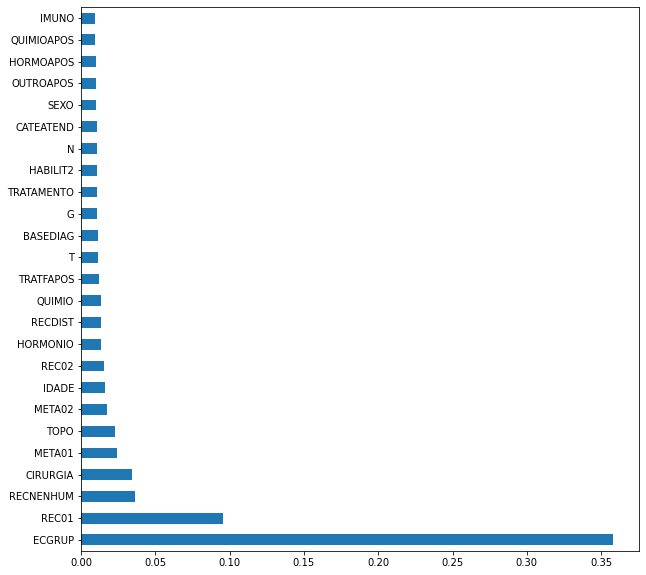 IMUNO
QUIMIOAPOS
HORMOAPOS
OUTROAPOS
SEXO
CATEATEND
N
HABILIT2
TRATAMENTO
G
BASEDIAG
T
TRATFAPOS
QUIMIO
RECDIST
HORMONIO
REC02
IDADE
META02
TOPO
META01
CIRURGIA
RECNENHUM
REC01
ECGRUP
0.00 0.05 0.10 0.15 0.20 0.25 0.30 0.35